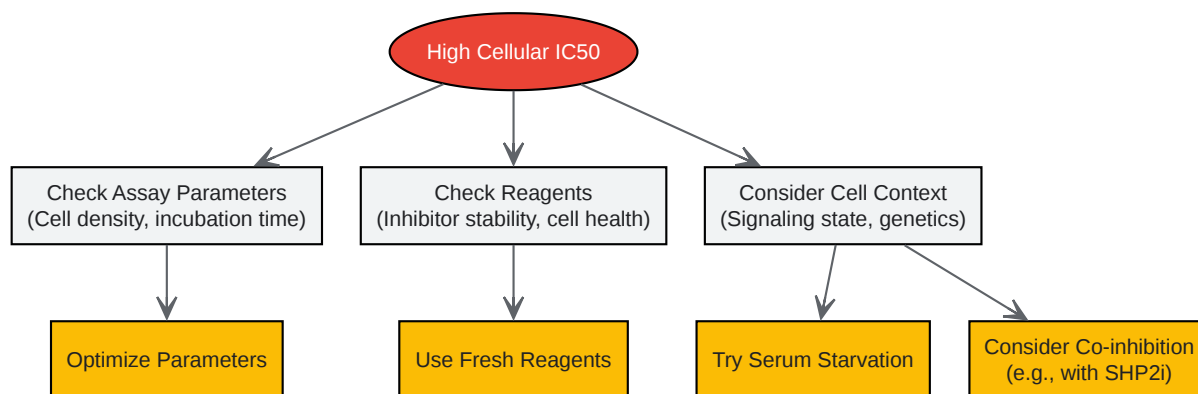 High Cellular IC50
Check Assay Parameters
(Cell density, incubation time)
Check Reagents
(Inhibitor stability, cell health)
Consider Cell Context
(Signaling state, genetics)
Optimize Parameters
Use Fresh Reagents
Try Serum Starvation
Consider Co-inhibition
(e.g., with SHP2i)